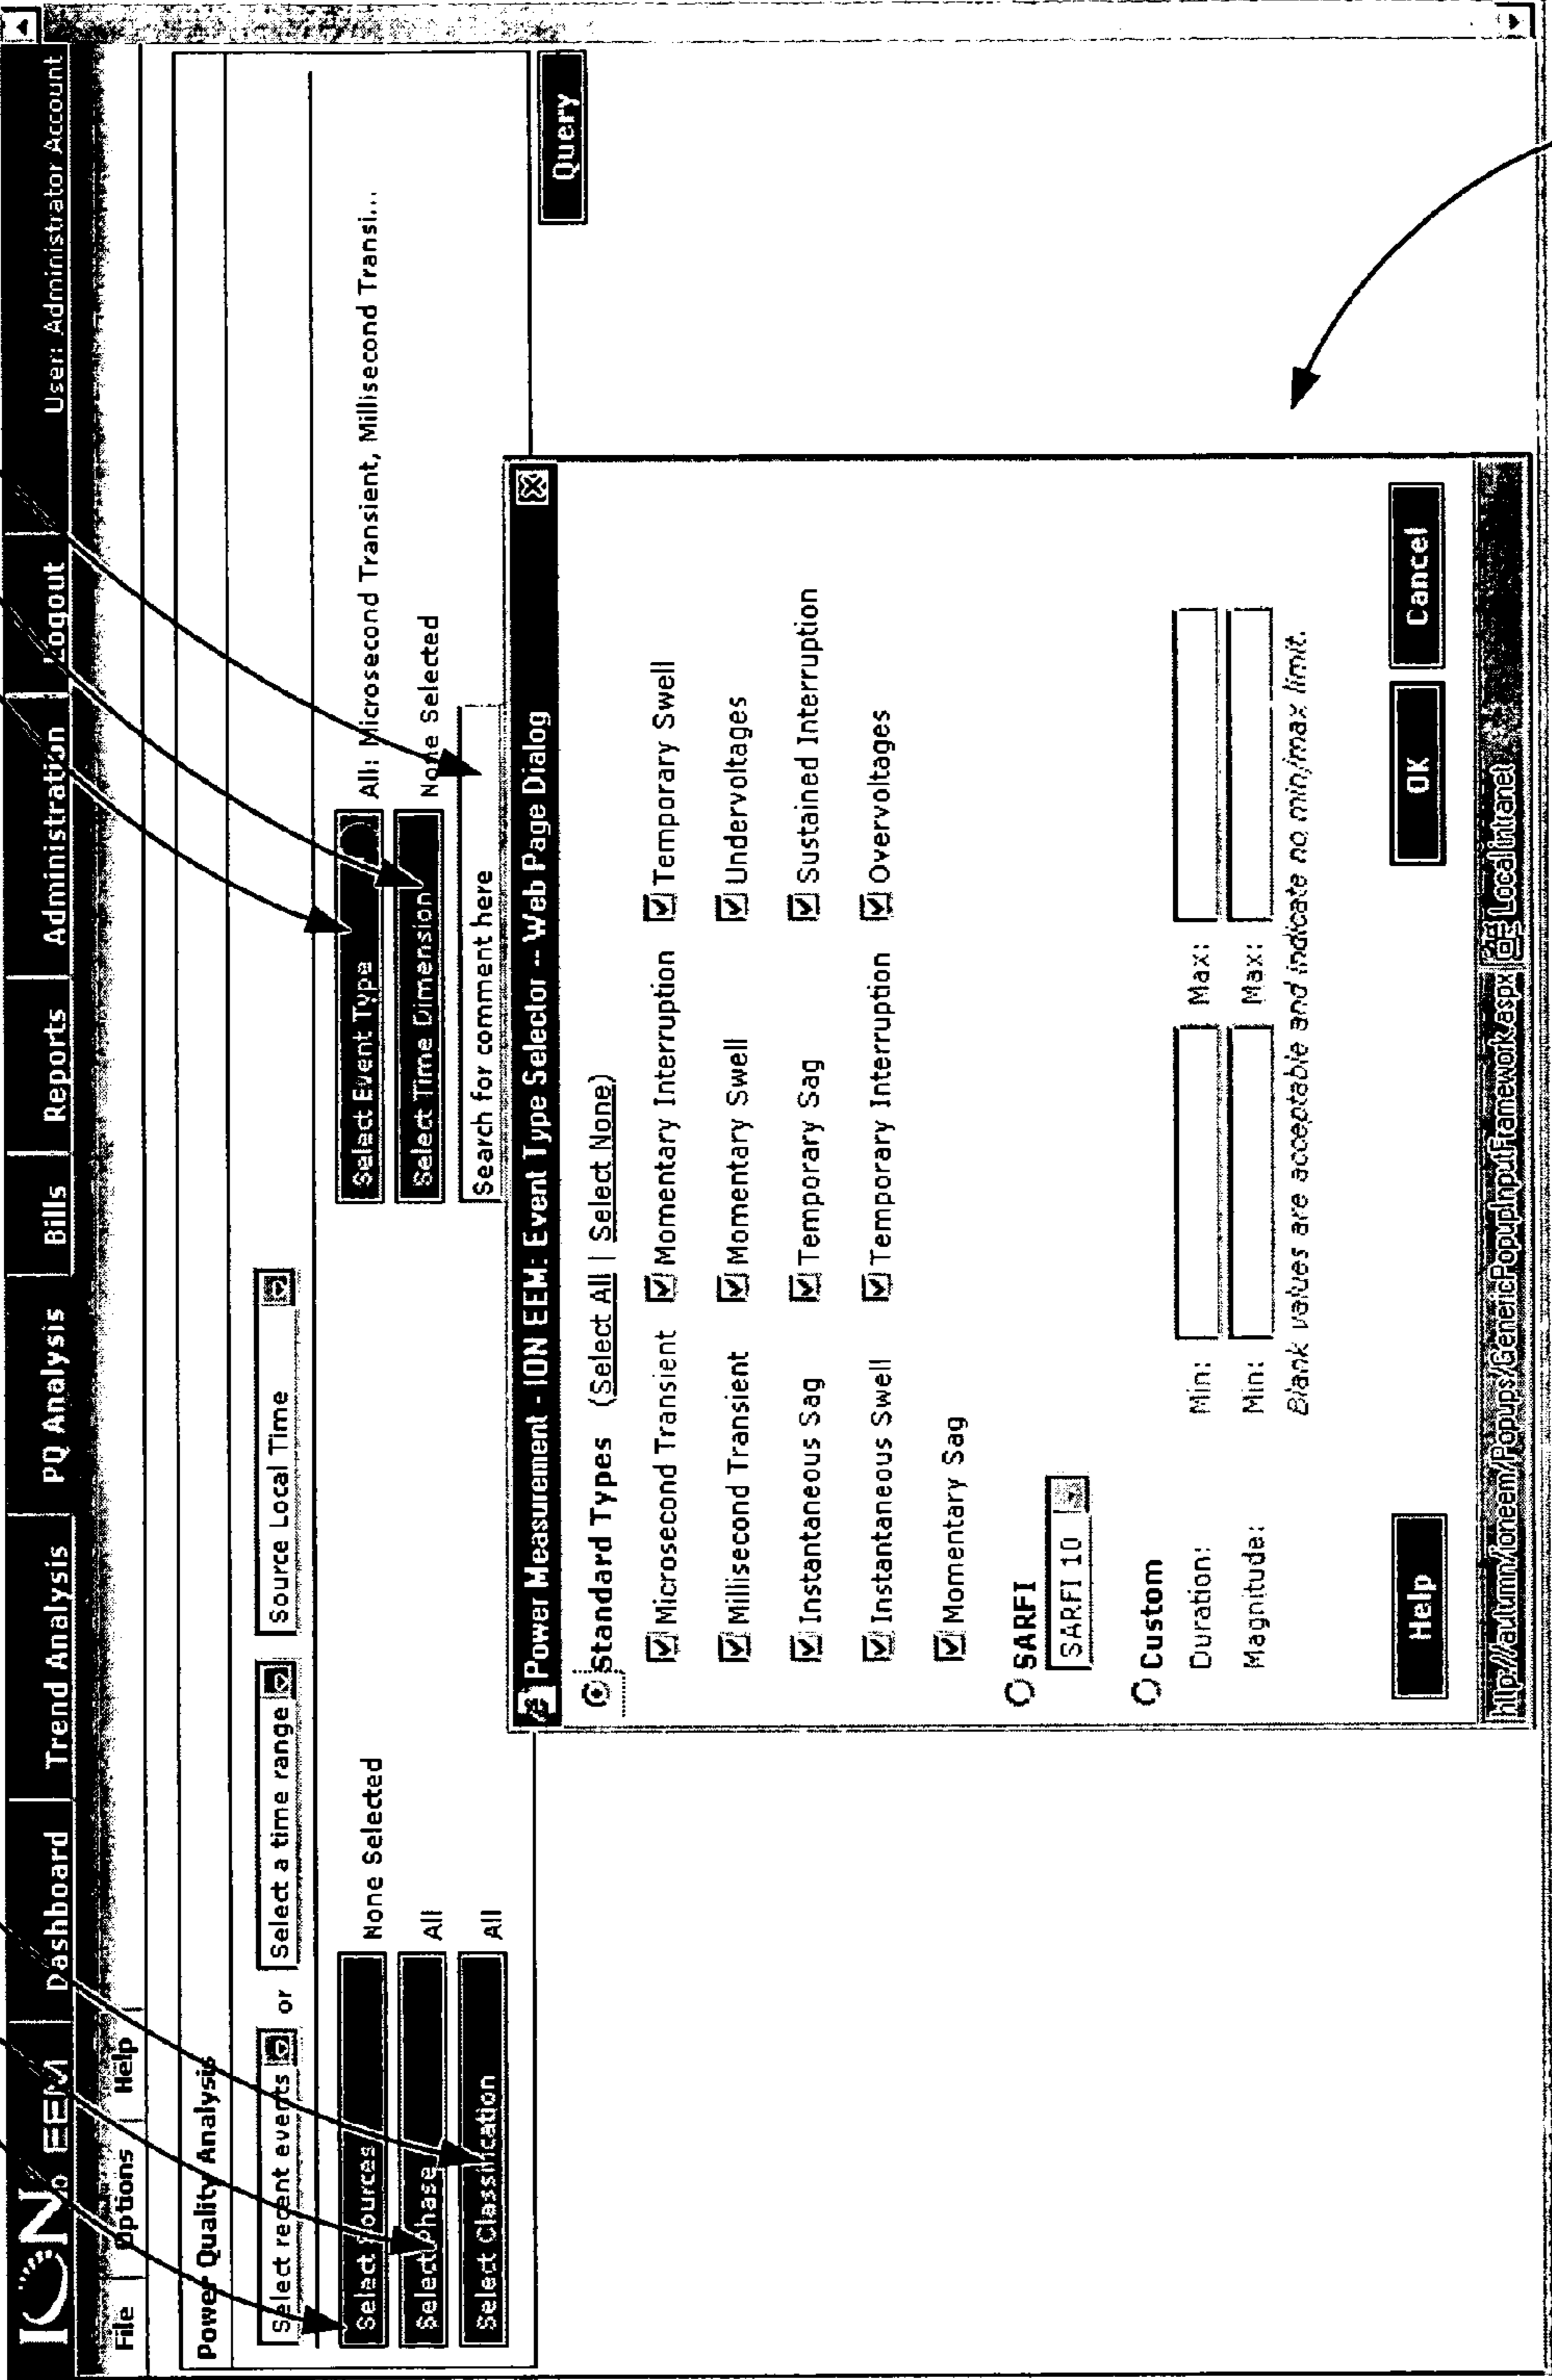 ION EEM Dashboard Trend Analysis PQ Analysis Bills Reports Administration Logout User: Administrator Account
File Options Help
Power Quality Analysis
Select recent events or Select a time range Source Local Time
Select Sources None Selected Select Event Type All: Microsecond Transient, Millisecond Transi...
Select Phase All Select Time Dimension None Selected
Select Classification All Search for comment here
Query
Power Measurement - ION EEM: Event Type Selector -- Web Page Dialog
Standard Types (Select All | Select None)
Microsecond Transient Momentary Interruption Temporary Swell
Millisecond Transient Momentary Swell Undervoltages
Instantaneous Sag Temporary Sag Sustained Interruption
Instantaneous Swell Temporary Interruption Overvoltages
Momentary Sag
SARFI
SARFI 10
Custom
Duration: Min: Max:
Magnitude: Min: Max:
Blank values are acceptable and indicate no min/max limit.
Help OK Cancel
http://autumn/ioneem/Popups/GenericPopupInputFramework.aspx Local intranet